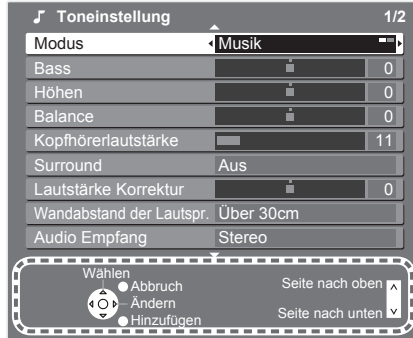 Toneinstellung 1/2
Modus Musik
Bass 0
Höhen 0
Balance 0
Kopfhörerlautstärke 11
Surround Aus
Lautstärke Korrektur 0
Wandabstand der Lautspr. Über 30cm
Audio Empfang Stereo
Wählen
Abbruch
Ändern
Hinzufügen
Seite nach oben
Seite nach unten